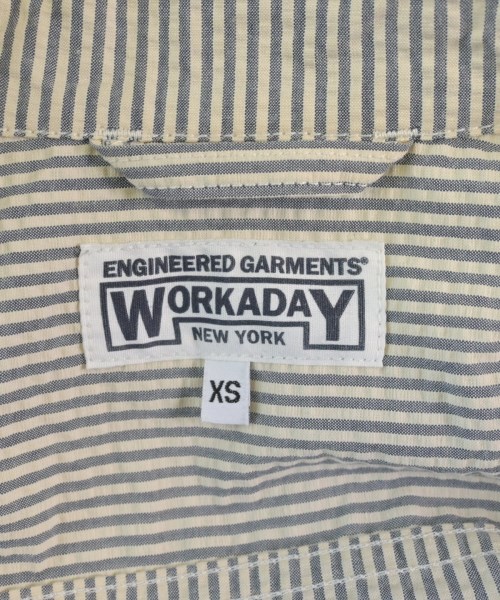 ENGINEERED GARMENTS®
WORKADAY
NEW YORK
XS